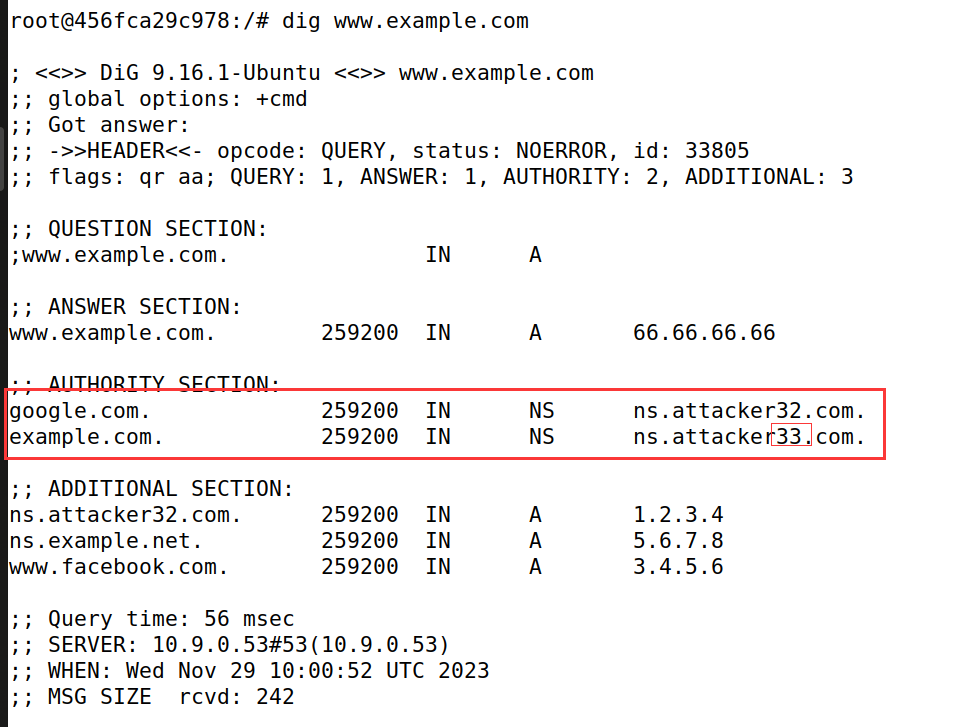 root@456fca29c978:/# dig www.example.com
; <<>> DiG 9.16.1-Ubuntu <<>> www.example.com
;; global options: +cmd
;; Got answer:
;; ->>HEADER<<- opcode: QUERY, status: NOERROR, id: 33805
;; flags: qr aa; QUERY: 1, ANSWER: 1, AUTHORITY: 2, ADDITIONAL: 3
;; QUESTION SECTION:
;www.example.com. IN A
;; ANSWER SECTION:
www.example.com. 259200 IN A 66.66.66.66
;; AUTHORITY SECTION:
google.com. 259200 IN NS ns.attacker32.com.
example.com. 259200 IN NS ns.attacker33.com.
;; ADDITIONAL SECTION:
ns.attacker32.com. 259200 IN A 1.2.3.4
ns.example.net. 259200 IN A 5.6.7.8
www.facebook.com. 259200 IN A 3.4.5.6
;; Query time: 56 msec
;; SERVER: 10.9.0.53#53(10.9.0.53)
;; WHEN: Wed Nov 29 10:00:52 UTC 2023
;; MSG SIZE  rcvd: 242